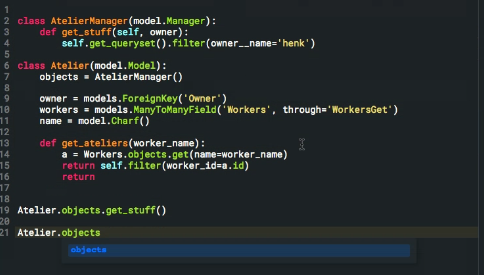 1
2 class AtelierManager(model.Manager):
3     def get_stuff(self, owner):
4         self.get_queryset().filter(owner__name='henk')
5
6 class Atelier(model.Model):
7     objects = AtelierManager()
8
9     owner = models.ForeignKey('Owner')
10     workers = models.ManyToManyField('Workers', through='WorkersGet')
11     name = model.Charf()
12
13     def get_ateliers(worker_name):
14         a = Workers.objects.get(name=worker_name)
15         return self.filter(worker_id=a.id)
16         return
17
18
19 Atelier.objects.get_stuff()
20
21 Atelier.objects
objects